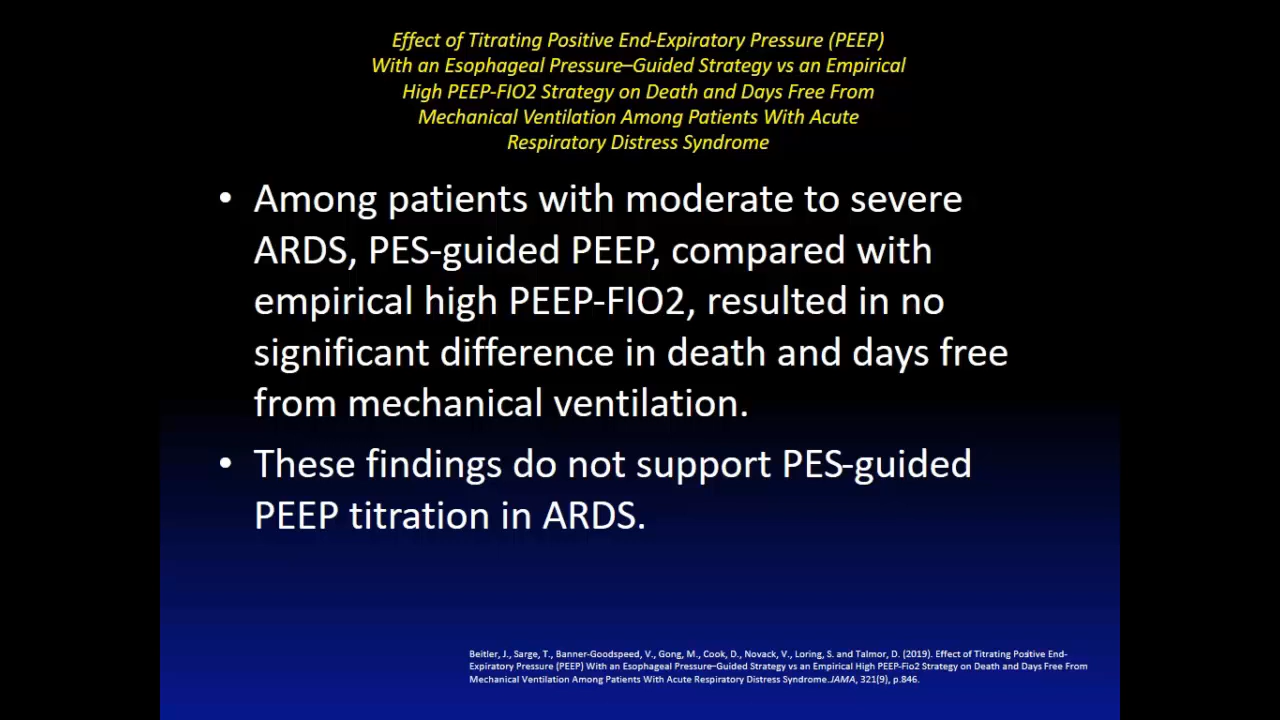 Effect of Titrating Positive End-Expiratory Pressure (PEEP)
With an Esophageal Pressure–Guided Strategy vs an Empirical
High PEEP-FIO2 Strategy on Death and Days Free From
Mechanical Ventilation Among Patients With Acute
Respiratory Distress Syndrome
• Among patients with moderate to severe
ARDS, PES-guided PEEP, compared with
empirical high PEEP-FIO2, resulted in no
significant difference in death and days free
from mechanical ventilation.
• These findings do not support PES-guided
PEEP titration in ARDS.
Beitler, J., Sarge, T., Banner-Goodspeed, V., Gong, M., Cook, D., Novack, V., Loring, S. and Talmor, D. (2019). Effect of Titrating Positive End-
Expiratory Pressure (PEEP) With an Esophageal Pressure–Guided Strategy vs an Empirical High PEEP-Fio2 Strategy on Death and Days Free From
Mechanical Ventilation Among Patients With Acute Respiratory Distress Syndrome.JAMA, 321(9), p.846.